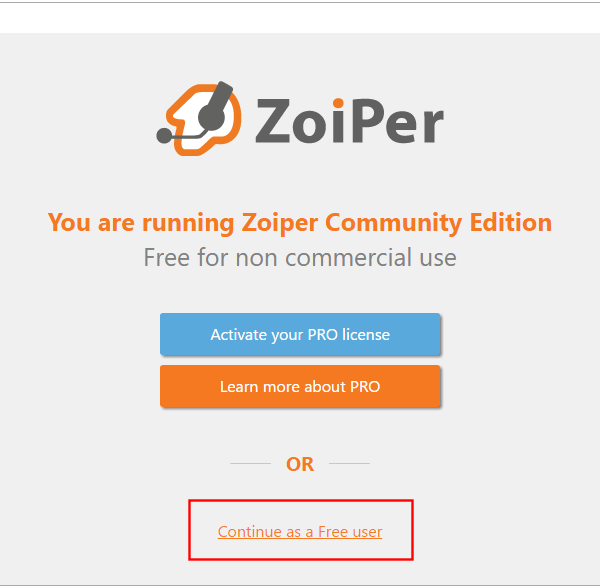 ZoiPer
You are running Zoiper Community Edition
Free for non commercial use
Activate your PRO license
Learn more about PRO
OR
Continue as a Free user